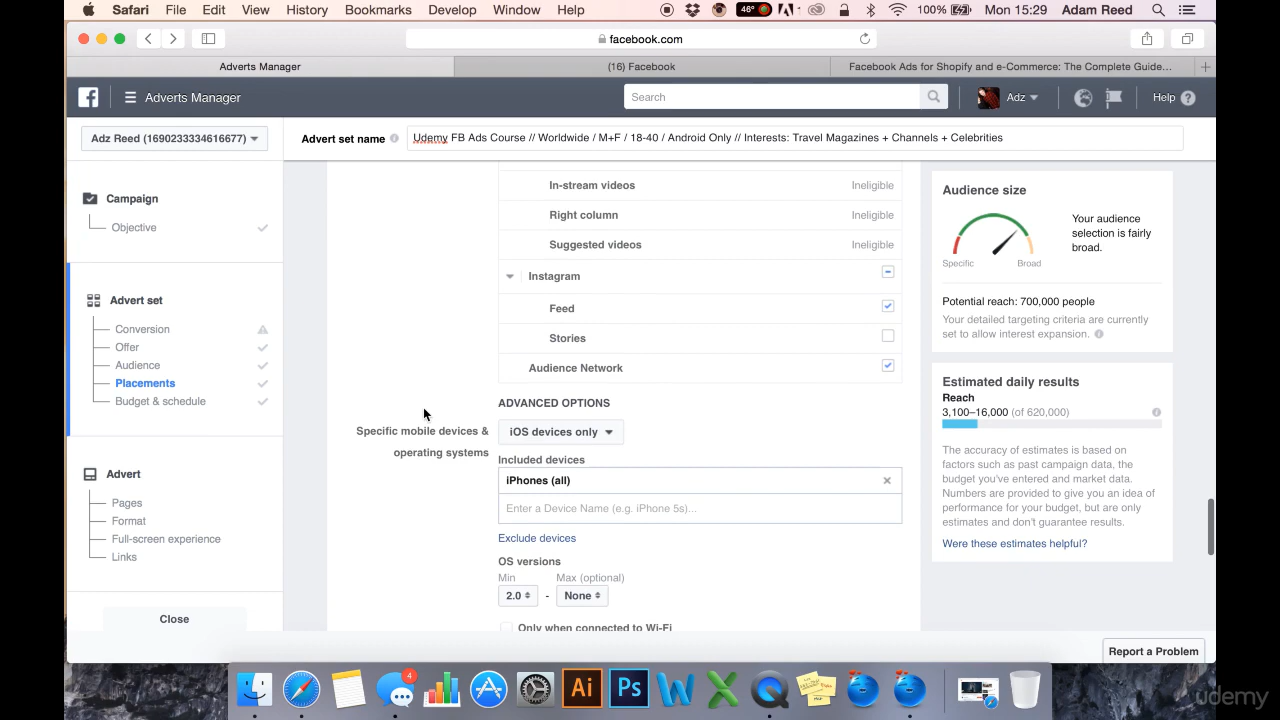 Safari File Edit View History Bookmarks Develop Window Help 46° 1 100% Mon 15:29 Adam Reed
facebook.com
Adverts Manager (16) Facebook Facebook Ads for Shopify and e-Commerce: The Complete Guide...
Adverts Manager Search Adz Help
Adz Reed (1690233334616677) Advert set name Udemy FB Ads Course // Worldwide / M+F / 18-40 / Android Only // Interests: Travel Magazines + Channels + Celebrities
Campaign
Objective
Advert set
Conversion
Offer
Audience
Placements
Budget & schedule
Advert
Pages
Format
Full-screen experience
Links
Close
In-stream videos Ineligible
Right column Ineligible
Suggested videos Ineligible
Instagram
Feed
Stories
Audience Network
ADVANCED OPTIONS
Specific mobile devices &
operating systems
iOS devices only
Included devices
iPhones (all)
Enter a Device Name (e.g. iPhone 5s)...
Exclude devices
OS versions
Min Max (optional)
2.0 - None
Only when connected to Wi-Fi
Audience size
Your audience
selection is fairly
broad.
Specific Broad
Potential reach: 700,000 people
Your detailed targeting criteria are currently
set to allow interest expansion.
Estimated daily results
Reach
3,100–16,000 (of 620,000)
The accuracy of estimates is based on
factors such as past campaign data, the
budget you've entered and market data.
Numbers are provided to give you an idea of
performance for your budget, but are only
estimates and don't guarantee results.
Were these estimates helpful?
Report a Problem
4
Ai Ps
udemy